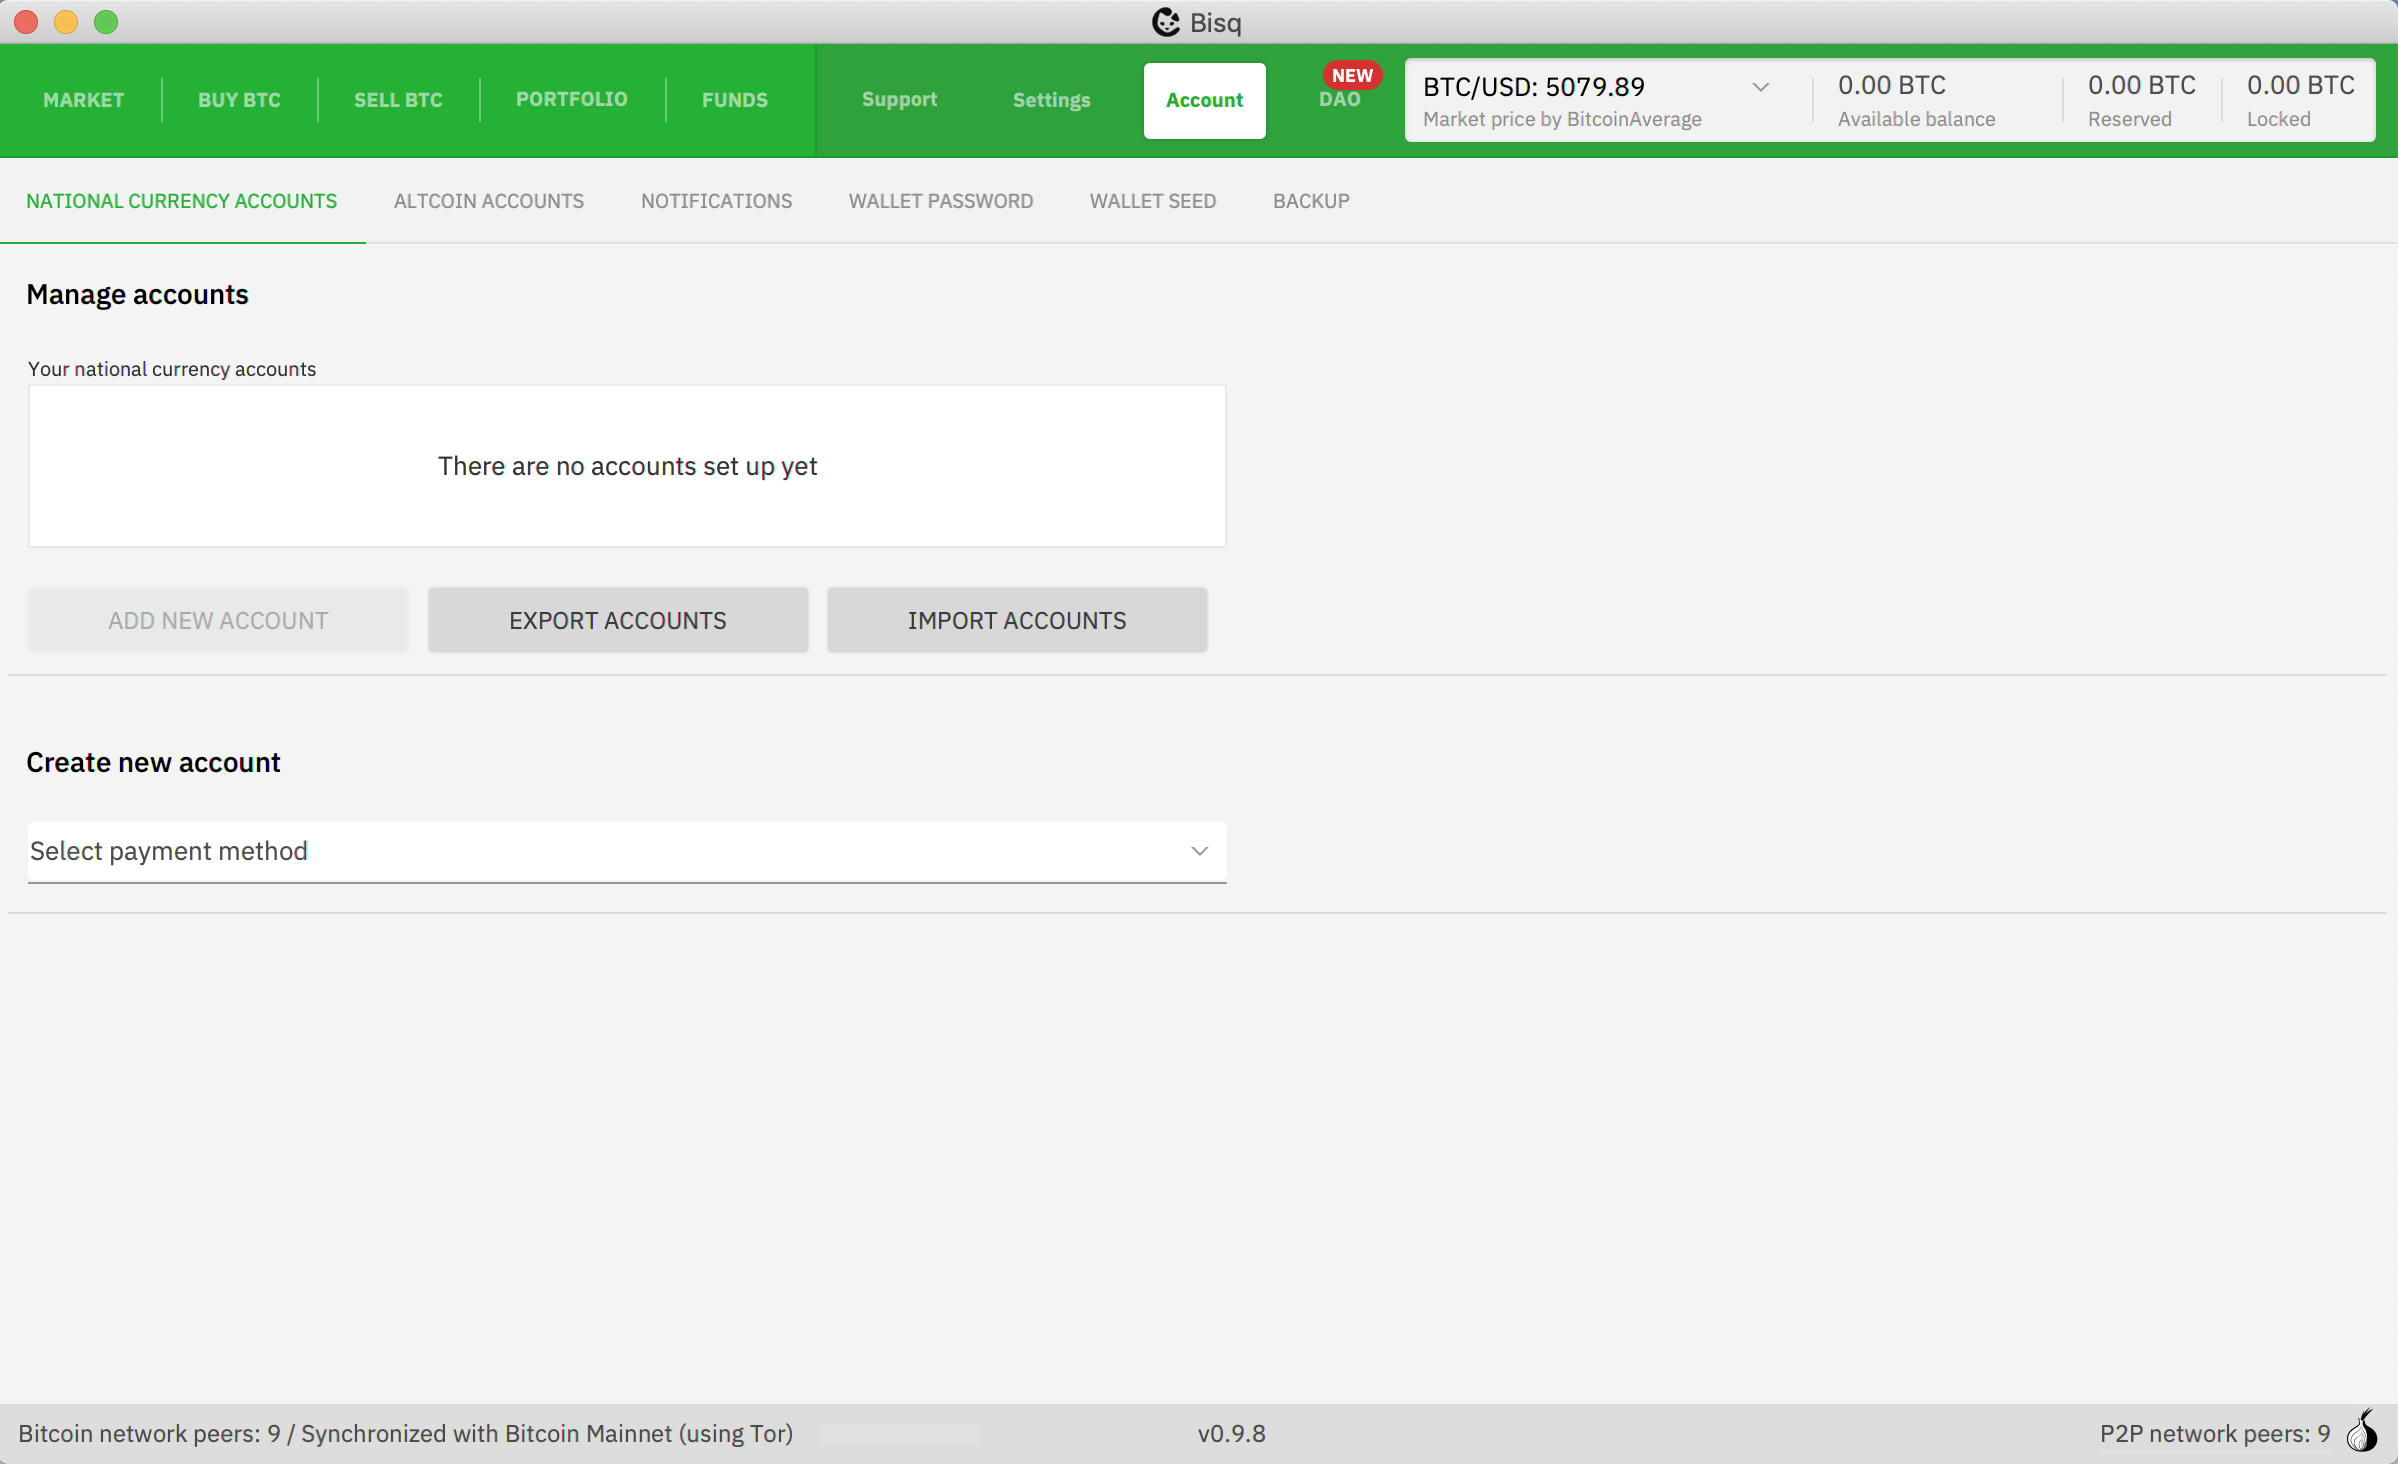 Bisq
MARKET
BUY BTC
SELL BTC
PORTFOLIO
FUNDS
Support
Settings
Account
NEW
DAO
BTC/USD: 5079.89
Market price by BitcoinAverage
0.00 BTC
Available balance
0.00 BTC
Reserved
0.00 BTC
Locked
NATIONAL CURRENCY ACCOUNTS
ALTCOIN ACCOUNTS
NOTIFICATIONS
WALLET PASSWORD
WALLET SEED
BACKUP
Manage accounts
Your national currency accounts
There are no accounts set up yet
ADD NEW ACCOUNT
EXPORT ACCOUNTS
IMPORT ACCOUNTS
Create new account
Select payment method
Bitcoin network peers: 9 / Synchronized with Bitcoin Mainnet (using Tor)
v0.9.8
P2P network peers: 9